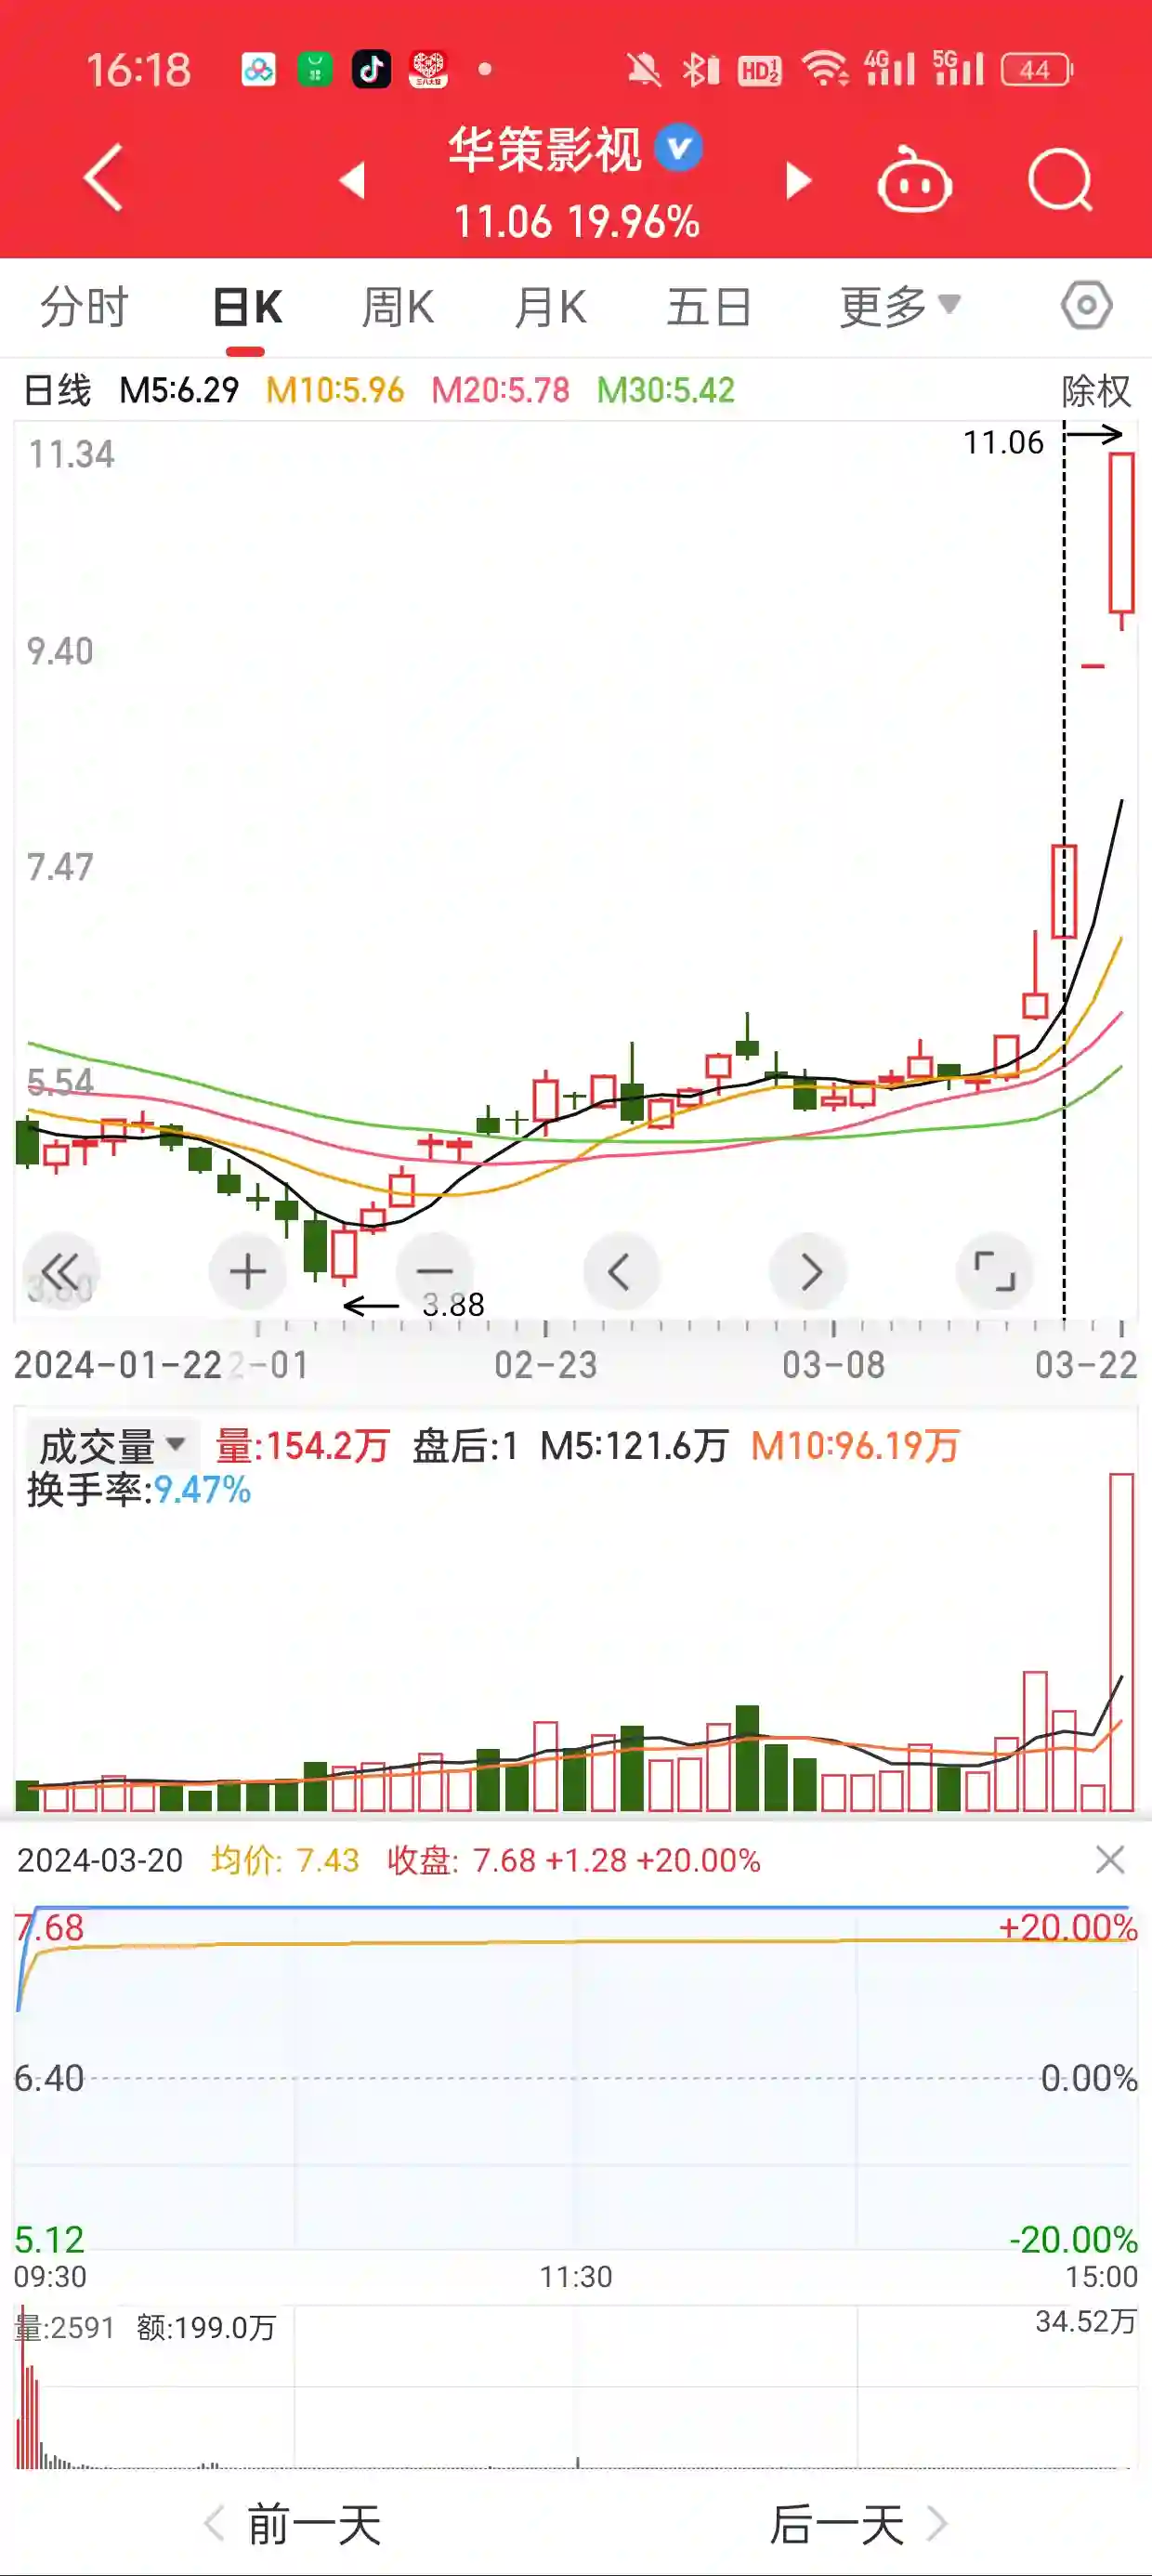 16:18
HD 1 2
4G
5G
44
华策影视
11.06 19.96%
分时 日K 周K 月K 五日 更多
日线 M5:6.29 M10:5.96 M20:5.78 M30:5.42 除权
11.34
11.06
9.40
7.47
5.54
3.60
3.88
2024-01-22 2-01 02-23 03-08 03-22
成交量 量:154.2万 盘后:1 M5:121.6万 M10:96.19万
换手率:9.47%
2024-03-20 均价: 7.43 收盘: 7.68 +1.28 +20.00%
7.68 +20.00%
6.40 0.00%
5.12 -20.00%
09:30 11:30 15:00
量:2591 额:199.0万 34.52万
前一天 后一天